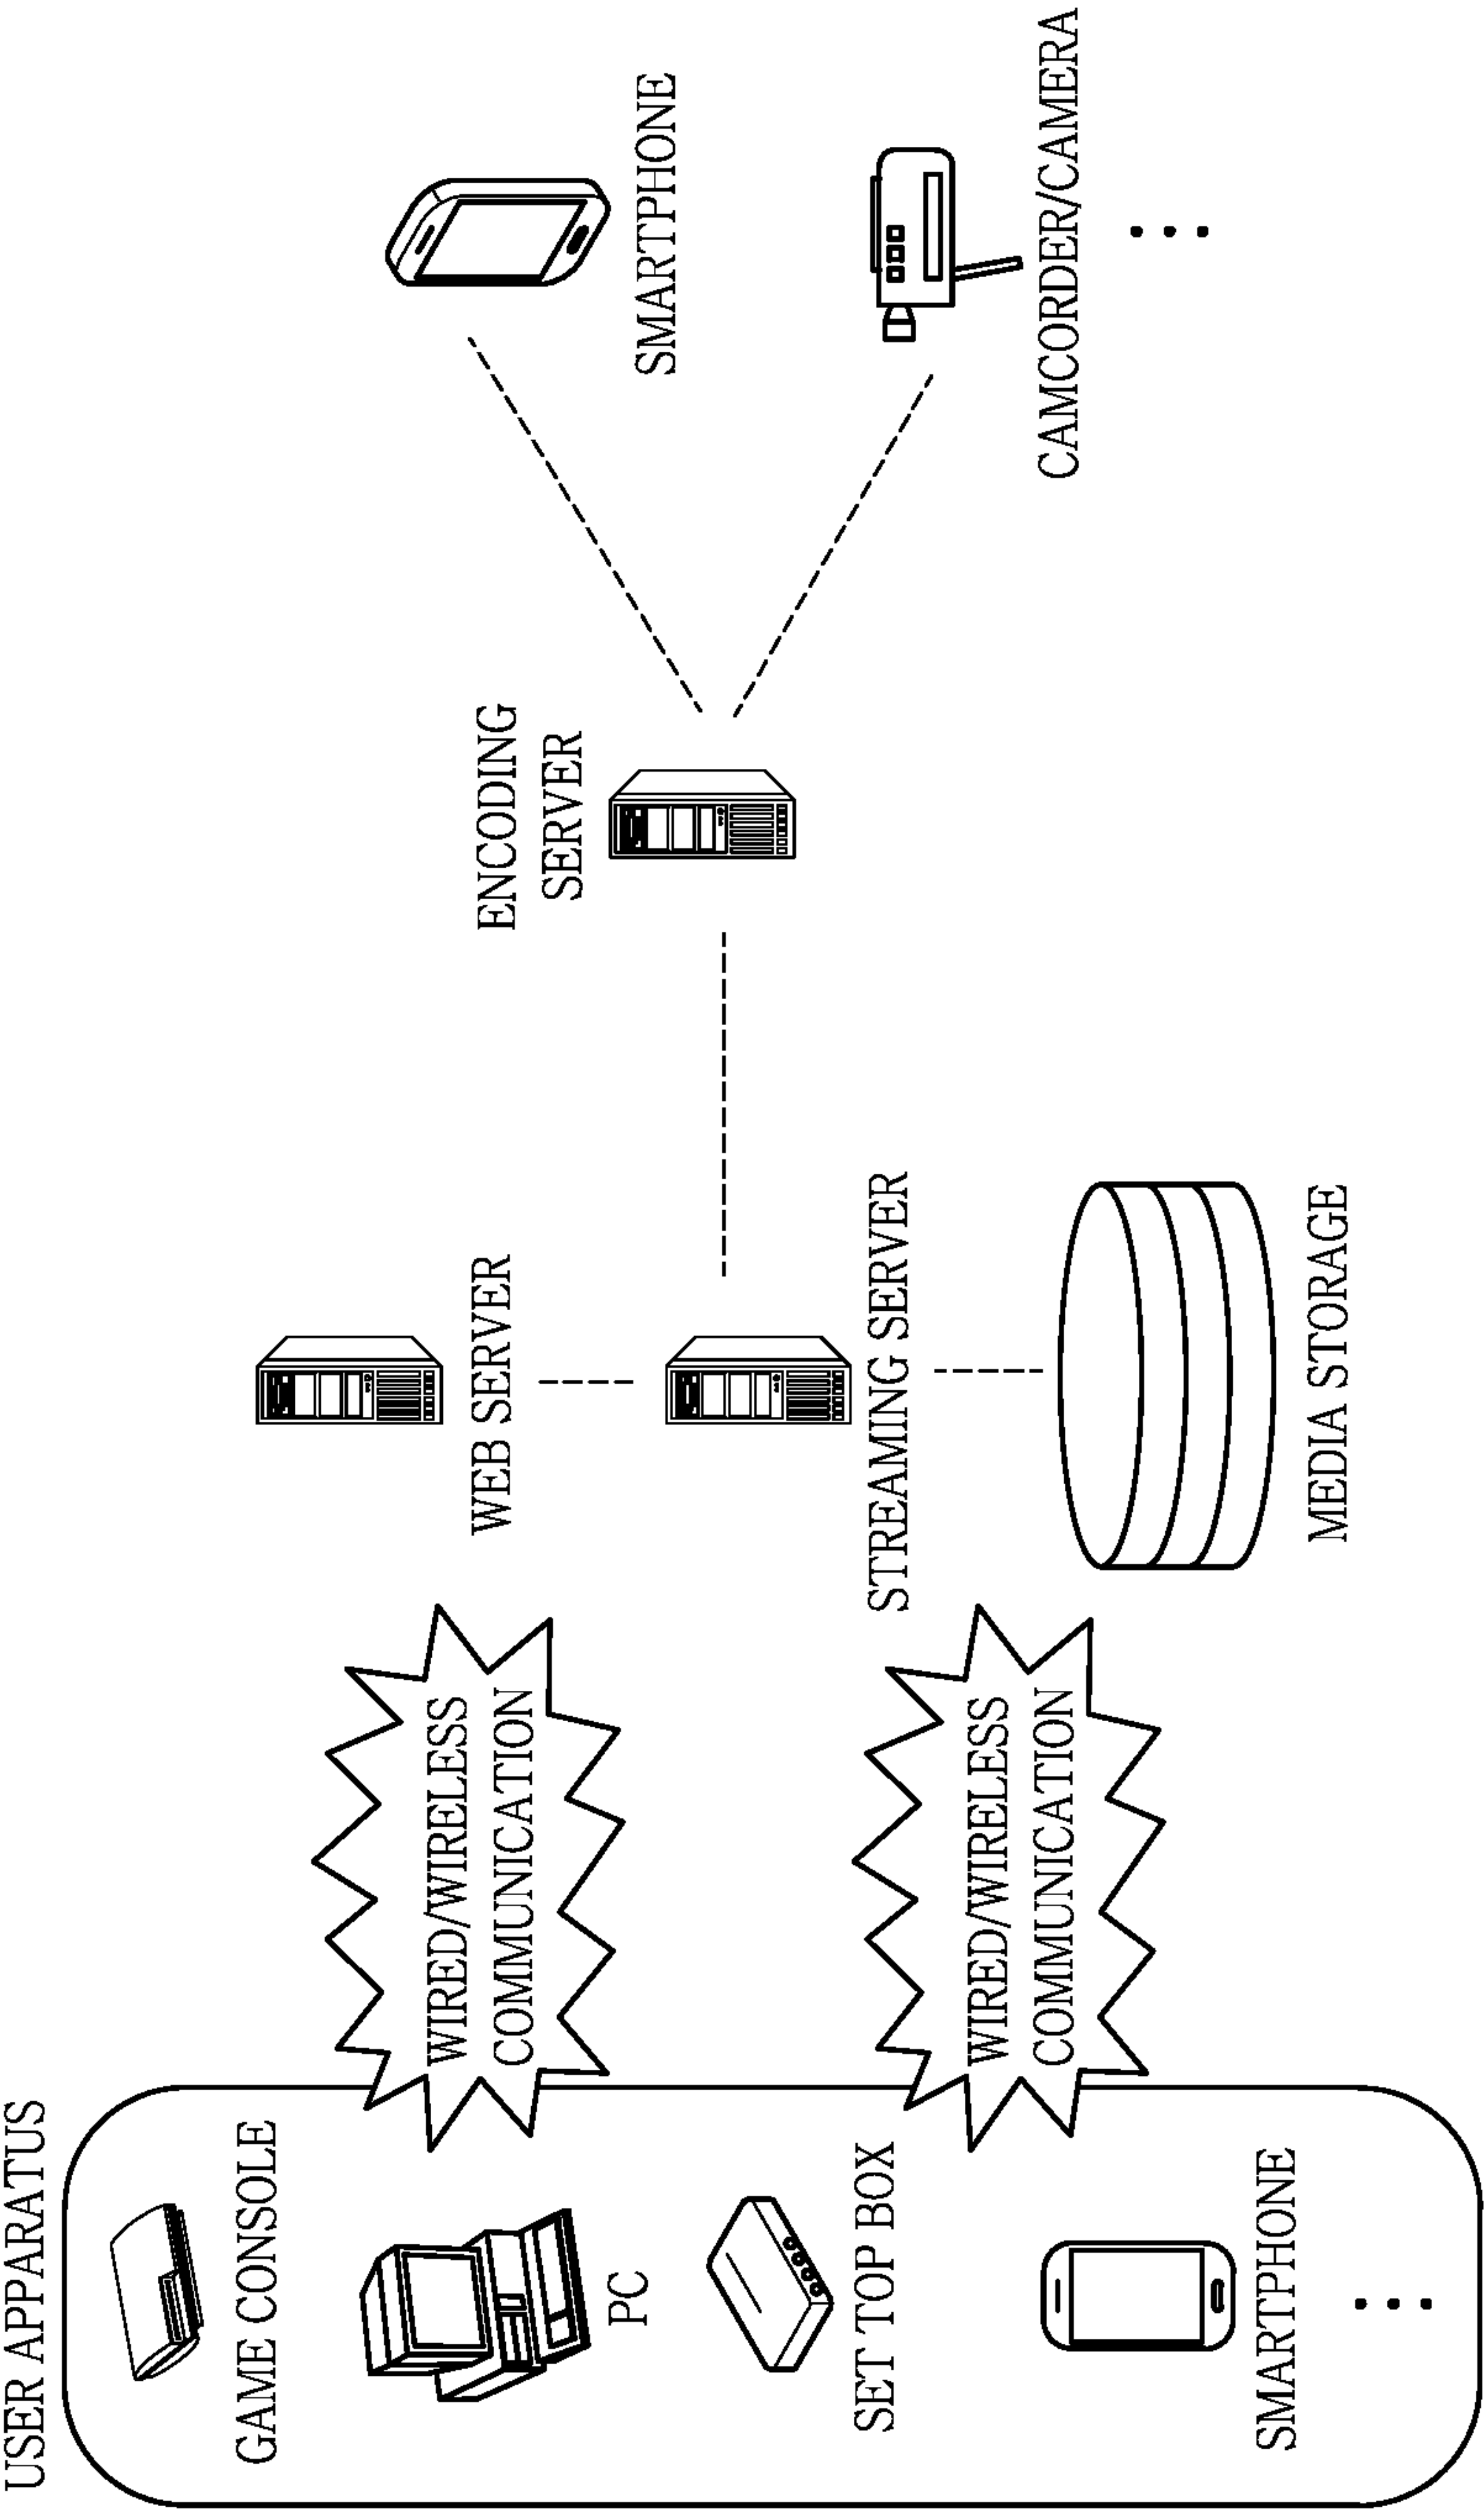 USER APPARATUS
GAME CONSOLE
PC
SET TOP BOX
SMARTPHONE
WIRED/WIRELESS
COMMUNICATION
WIRED/WIRELESS
COMMUNICATION
WEB SERVER
STREAMING SERVER
MEDIA STORAGE
ENCODING
SERVER
SMARTPHONE
CAMCORDER/CAMERA